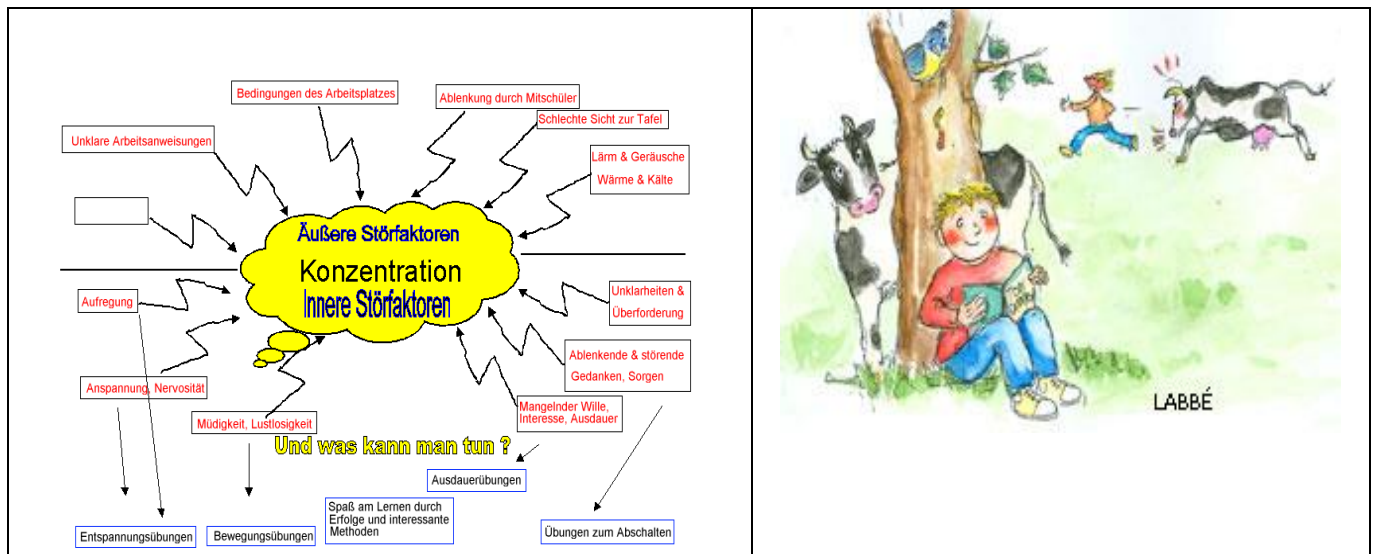 Bedingungen des Arbeitsplatzes
Ablenkung durch Mitschüler
Schlechte Sicht zur Tafel
Unklare Arbeitsanweisungen
Lärm & Geräusche
Wärme & Kälte
Äußere Störfaktoren
Konzentration
Innere Störfaktoren
Aufregung
Unklarheiten &
Überforderung
Ablenkende & störende
Gedanken, Sorgen
Anspannung, Nervosität
Mangelnder Wille,
Interesse, Ausdauer
Müdigkeit, Lustlosigkeit
Und was kann man tun ?
Ausdauerübungen
Spaß am Lernen durch
Erfolge und interessante
Methoden
Entspannungsübungen
Bewegungsübungen
Übungen zum Abschalten
LABBÉ